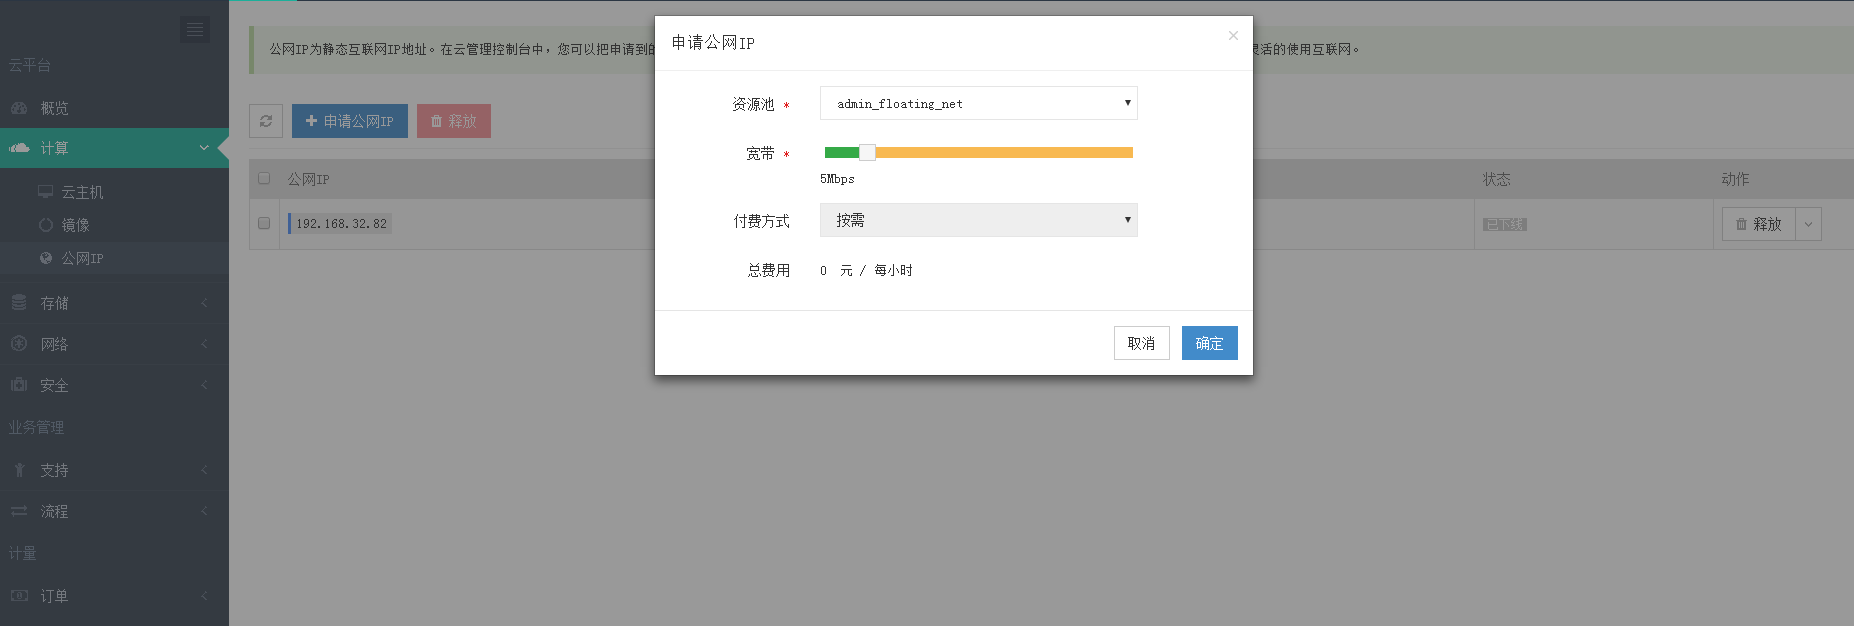 云平台
概览
计算
云主机
镜像
公网IP
存储
网络
安全
业务管理
支持
流程
计量
订单
公网IP为静态互联网IP地址。在云管理控制台中，您可以把申请到的
灵活的使用互联网。
申请公网IP
释放
公网IP
状态
动作
192.168.32.82
已下线
释放
申请公网IP
×
资源池 *
admin_floating_net
宽带 *
5Mbps
付费方式
按需
总费用
0 元 / 每小时
取消
确定